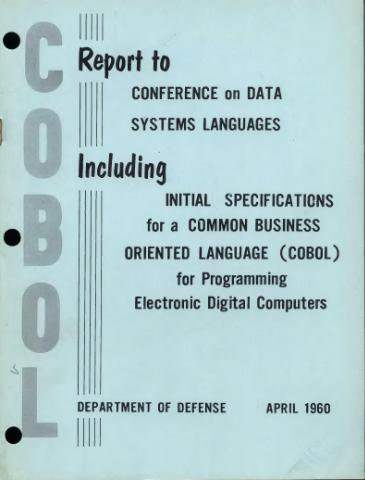 COBOL
Report to
CONFERENCE on DATA
SYSTEMS LANGUAGES
Including
INITIAL SPECIFICATIONS
for a COMMON BUSINESS
ORIENTED LANGUAGE (COBOL)
for Programming
Electronic Digital Computers
DEPARTMENT OF DEFENSE APRIL 1960